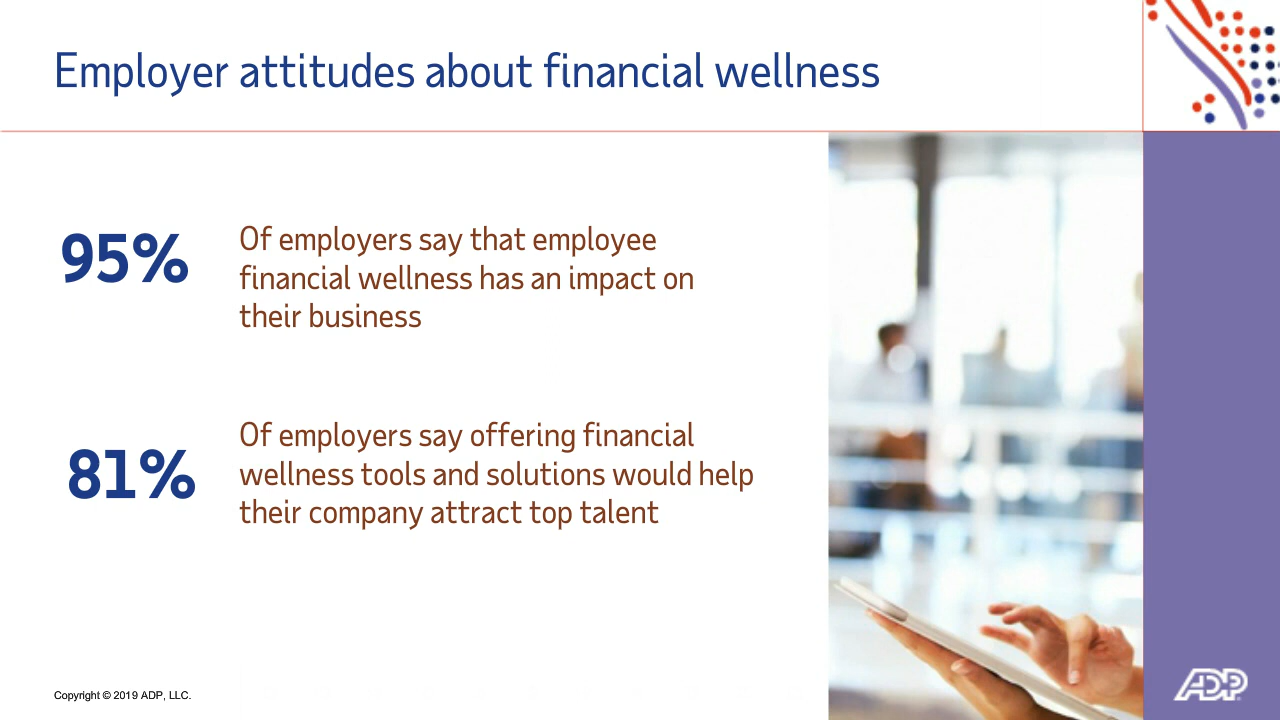 Employer attitudes about financial wellness
95%
Of employers say that employee
financial wellness has an impact on
their business
81%
Of employers say offering financial
wellness tools and solutions would help
their company attract top talent
Copyright © 2019 ADP, LLC.
ADP